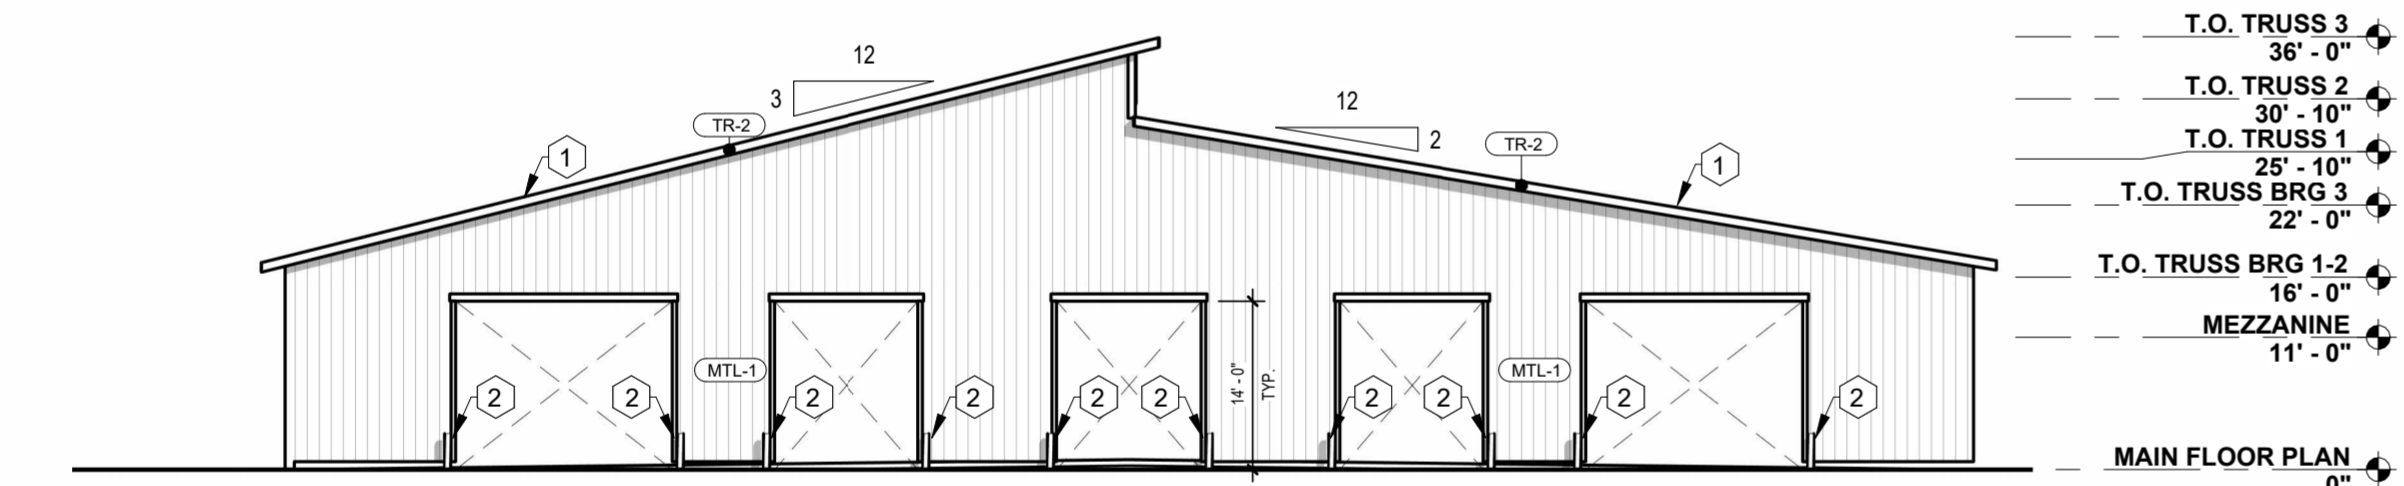 12
3
TR-2
1
12
2
TR-2
1
MTL-1
MTL-1
2
2
2
2
2
2
2
2
2
2
14' - 0"
TYP.
T.O. TRUSS 3
36' - 0"
T.O. TRUSS 2
30' - 10"
T.O. TRUSS 1
25' - 10"
T.O. TRUSS BRG 3
22' - 0"
T.O. TRUSS BRG 1-2
16' - 0"
MEZZANINE
11' - 0"
MAIN FLOOR PLAN
0"